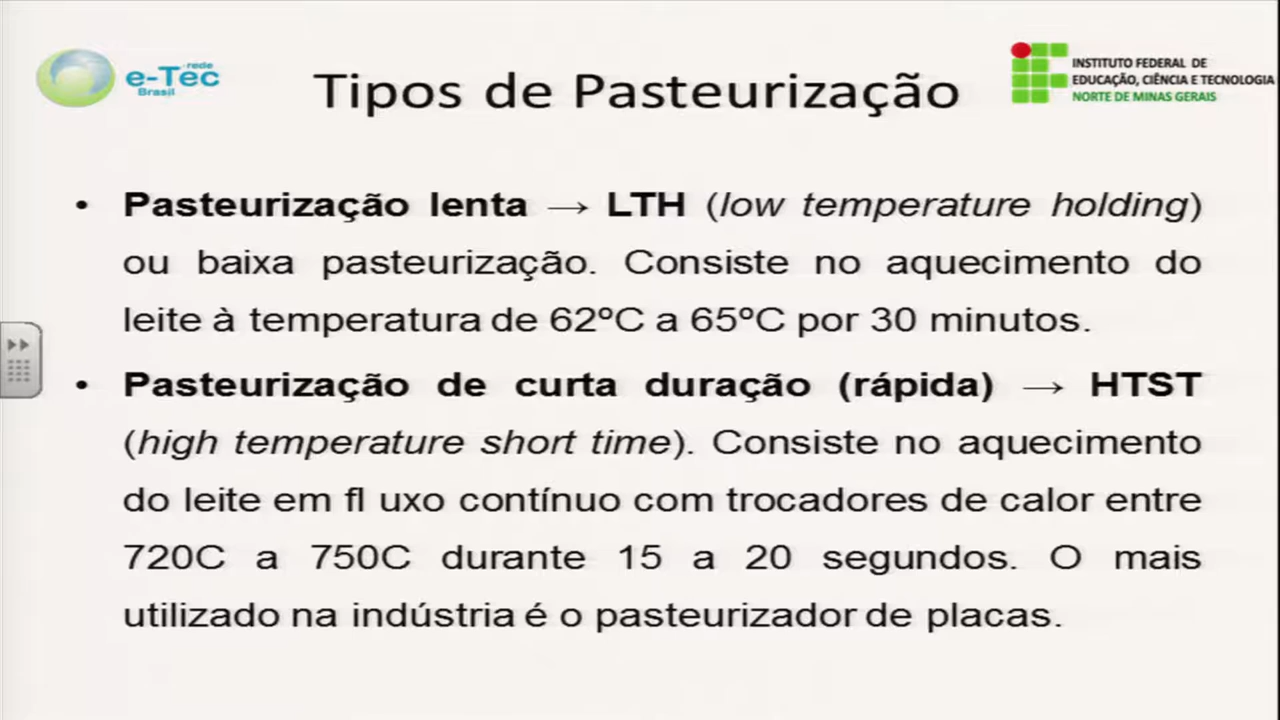 rede
e-Tec
Brasil
Tipos de Pasteurização
INSTITUTO FEDERAL DE
EDUCAÇÃO, CIÊNCIA E TECNOLOGIA
NORTE DE MINAS GERAIS
• Pasteurização lenta → LTH (low temperature holding)
ou baixa pasteurização. Consiste no aquecimento do
leite à temperatura de 62ºC a 65ºC por 30 minutos.
• Pasteurização de curta duração (rápida) → HTST
(high temperature short time). Consiste no aquecimento
do leite em fl uxo contínuo com trocadores de calor entre
720C a 750C durante 15 a 20 segundos. O mais
utilizado na indústria é o pasteurizador de placas.